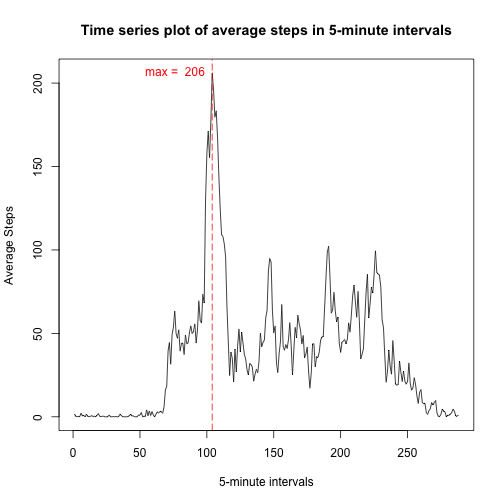 Time series plot of average steps in 5-minute intervals
max =  206
200
150
100
50
0
Average Steps
0 50 100 150 200 250
5-minute intervals